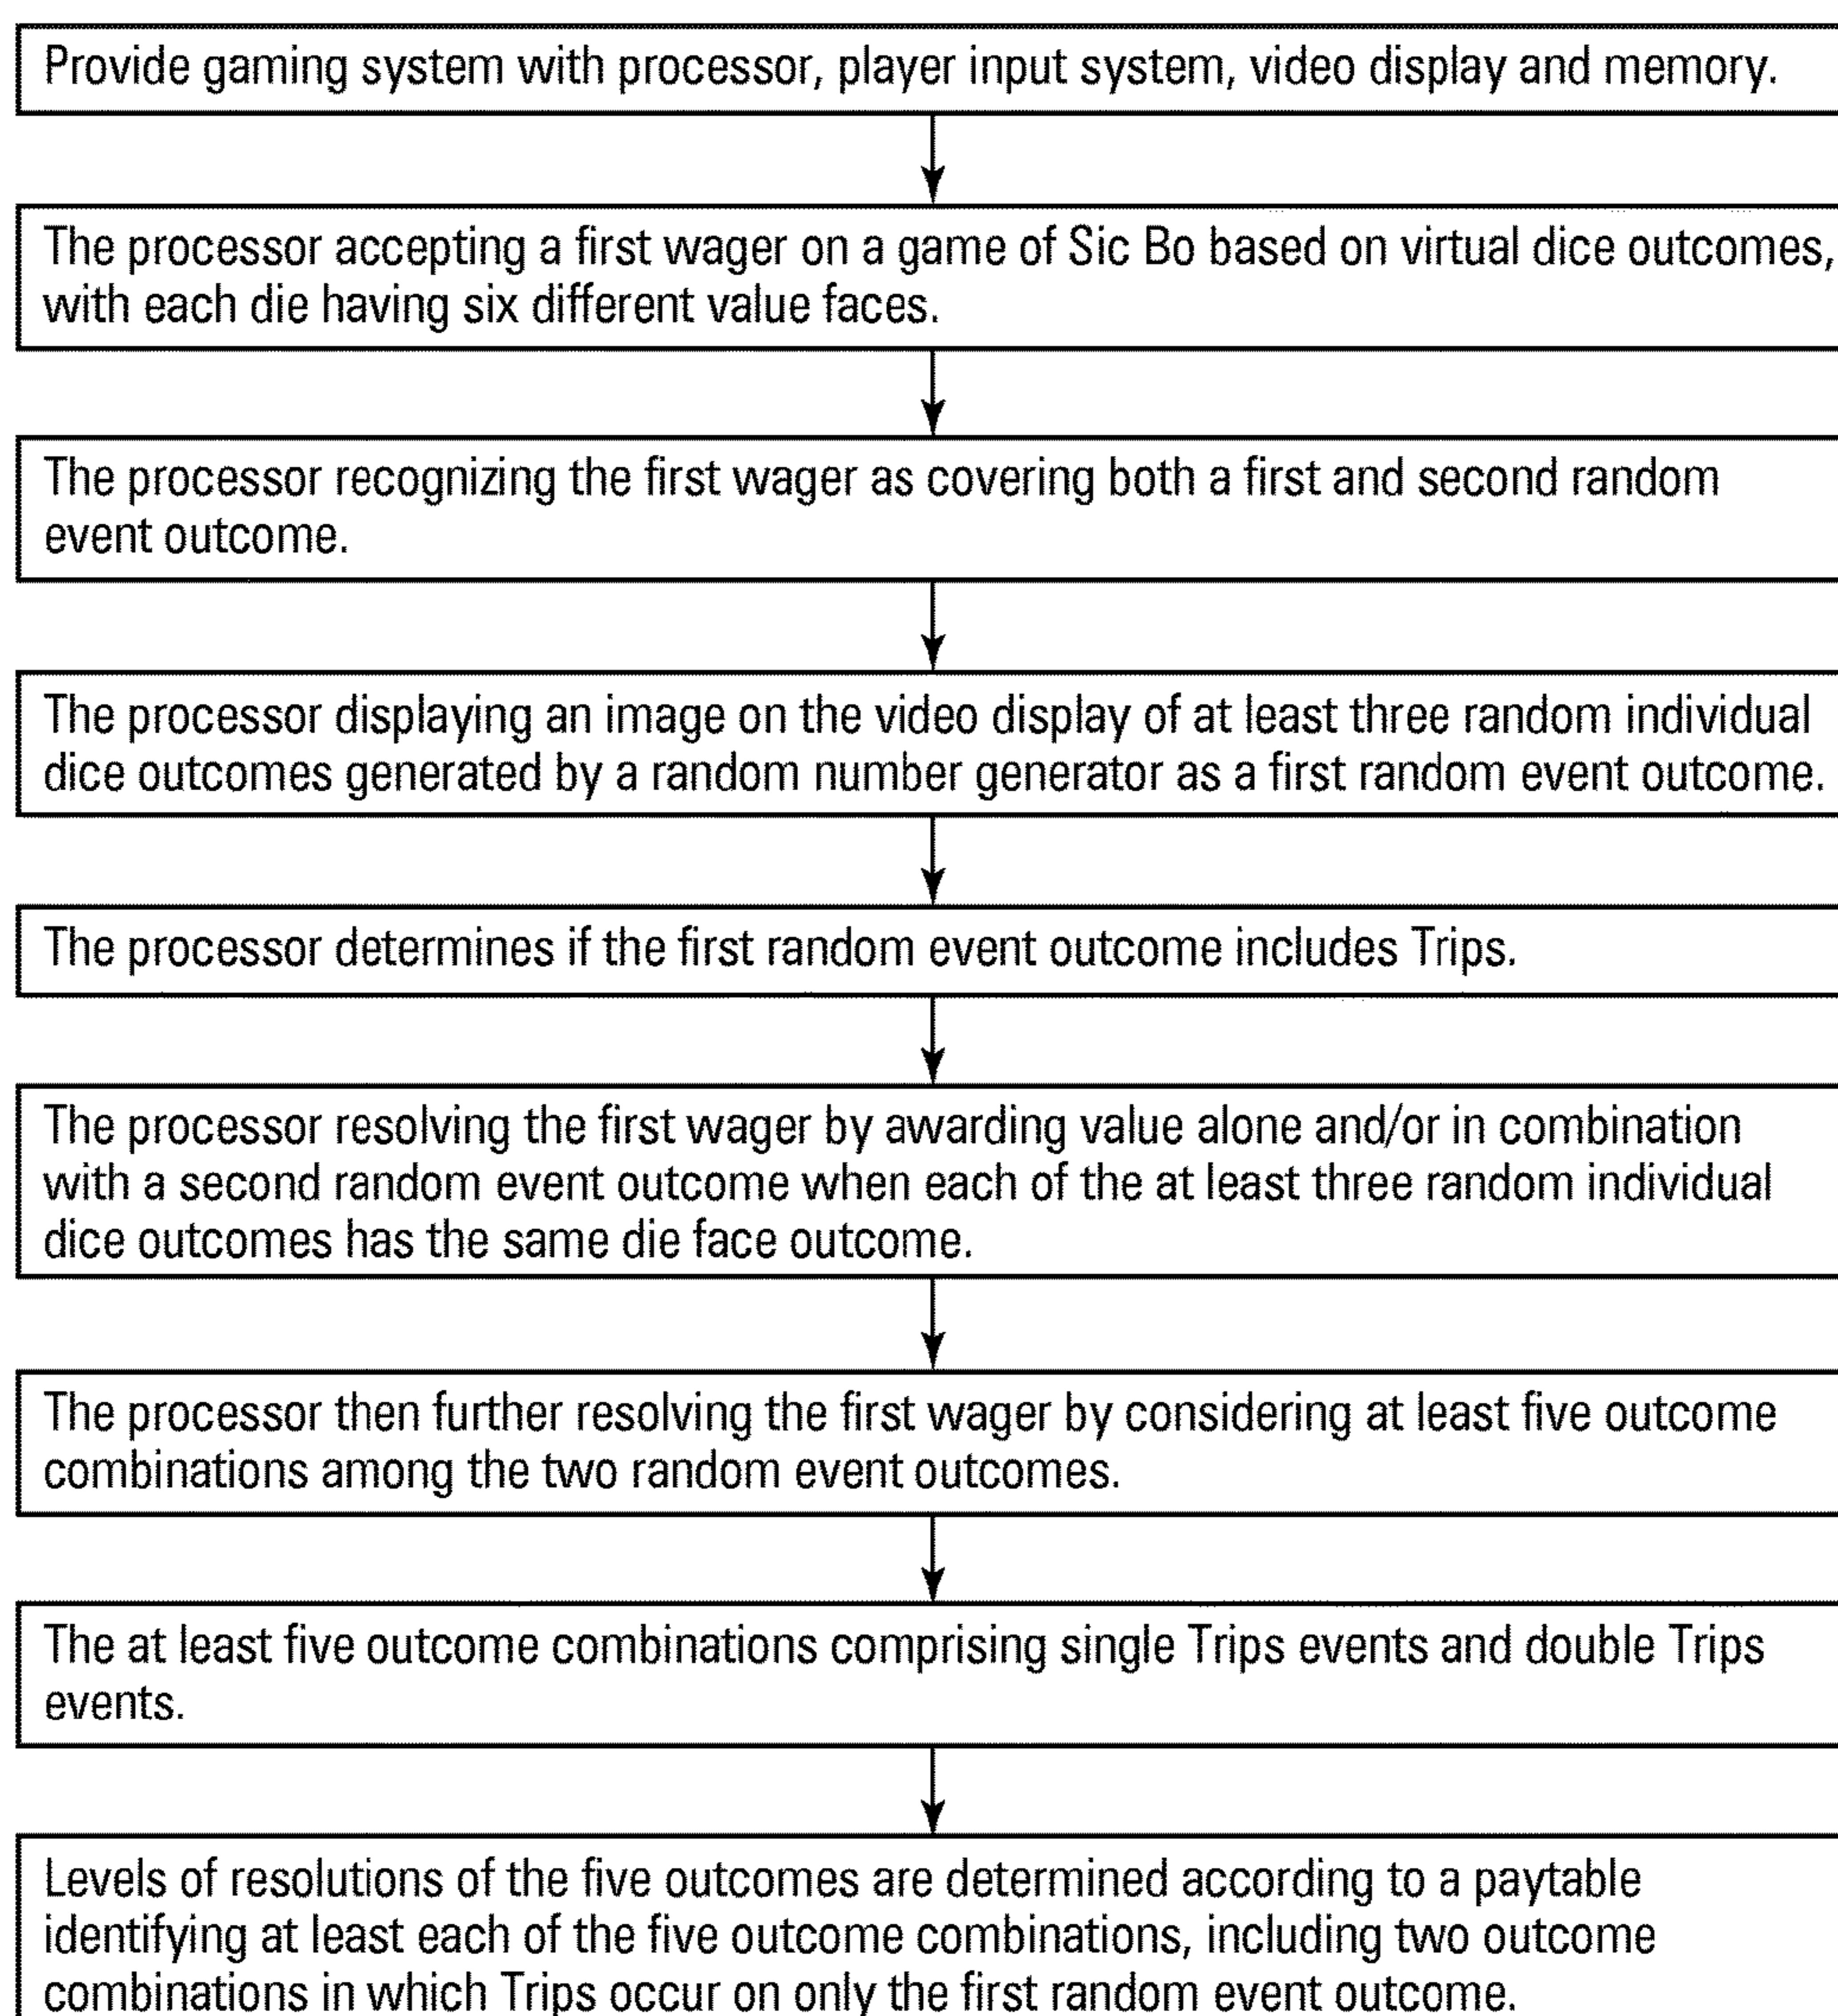 Provide gaming system with processor, player input system, video display and memory.
The processor accepting a first wager on a game of Sic Bo based on virtual dice outcomes,
with each die having six different value faces.
The processor recognizing the first wager as covering both a first and second random
event outcome.
The processor displaying an image on the video display of at least three random individual
dice outcomes generated by a random number generator as a first random event outcome.
The processor determines if the first random event outcome includes Trips.
The processor resolving the first wager by awarding value alone and/or in combination
with a second random event outcome when each of the at least three random individual
dice outcomes has the same die face outcome.
The processor then further resolving the first wager by considering at least five outcome
combinations among the two random event outcomes.
The at least five outcome combinations comprising single Trips events and double Trips
events.
Levels of resolutions of the five outcomes are determined according to a paytable
identifying at least each of the five outcome combinations, including two outcome
combinations in which Trips occur on only the first random event outcome.